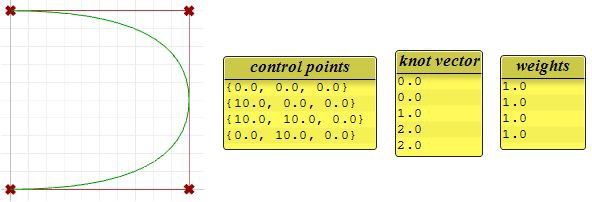 control points
{0.0, 0.0, 0.0}
{10.0, 0.0, 0.0}
{10.0, 10.0, 0.0}
{0.0, 10.0, 0.0}
knot vector
0.0
0.0
1.0
2.0
2.0
weights
1.0
1.0
1.0
1.0